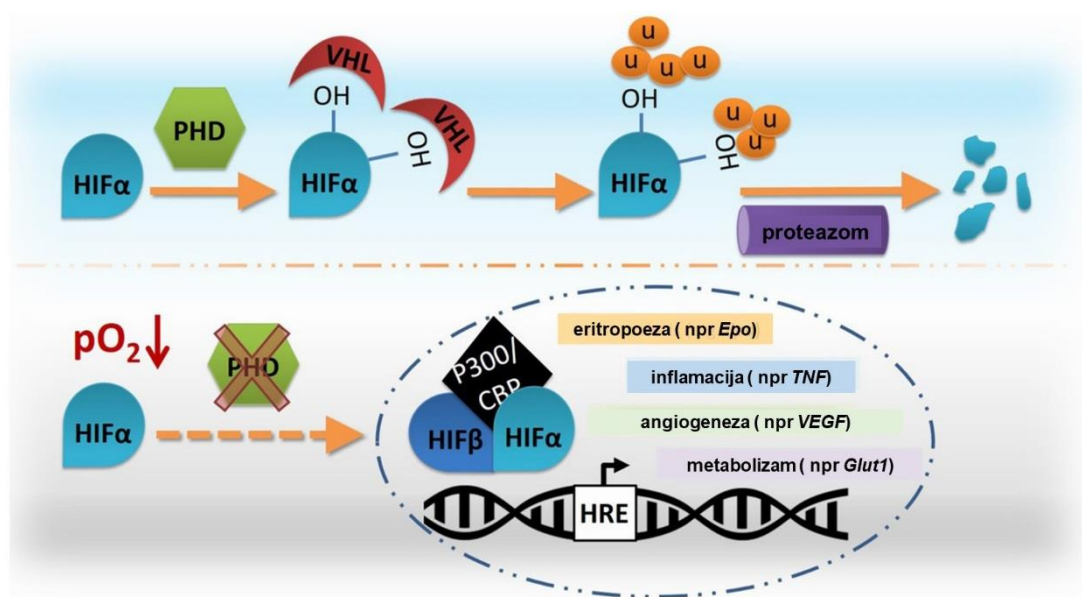 HIFα
PHD
VHL
OH
VHL
OH
HIFα
u
u
u
u
u
OH
u
u
u
OH
HIFα
proteazom
pO₂
PHD
HIFα
P300/
CBP
HIFβ
HIFα
eritropoeza ( npr Epo)
inflamacija ( npr TNF)
angiogeneza ( npr VEGF)
metabolizam ( npr Glut1)
HRE